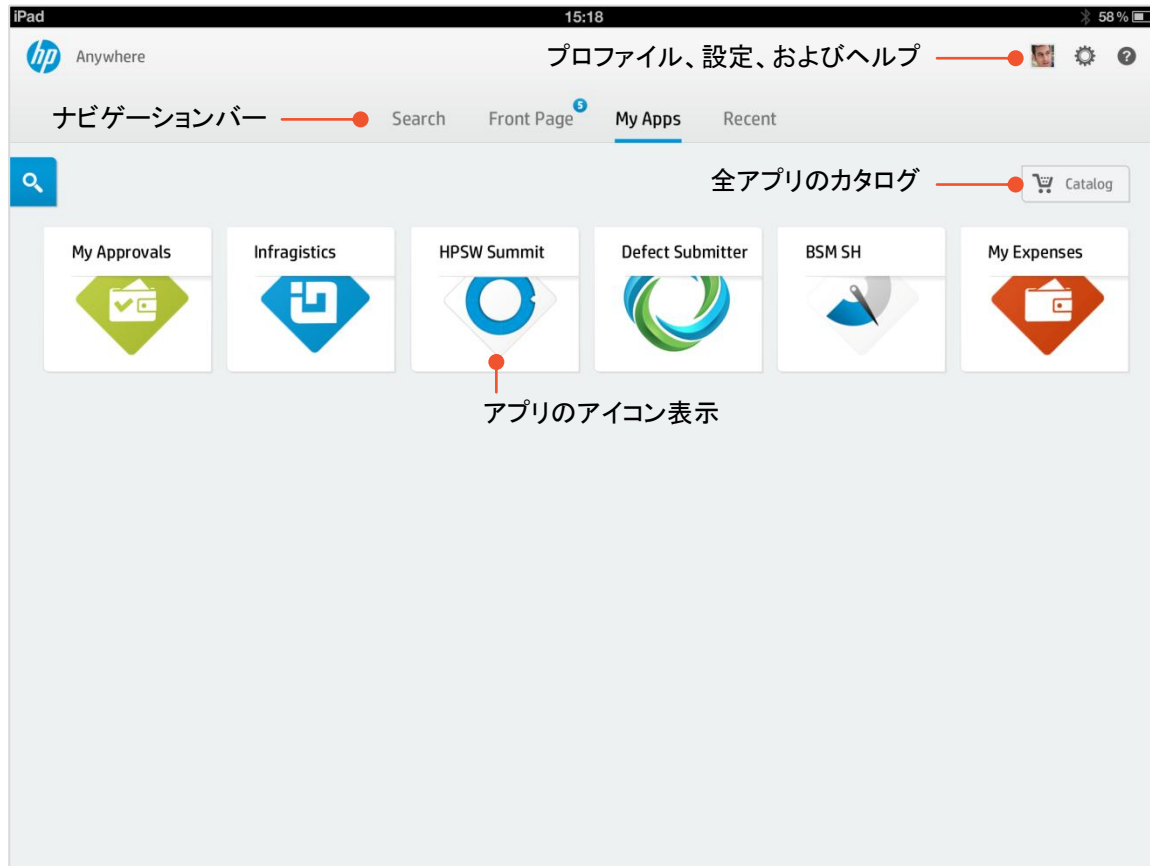 iPad 15:18 58 %
hp Anywhere プロファイル、設定、およびヘルプ ?
ナビゲーションバー Search Front Page 5 My Apps Recent
全アプリのカタログ Catalog
My Approvals Infragistics HPSW Summit Defect Submitter BSM SH My Expenses
アプリのアイコン表示